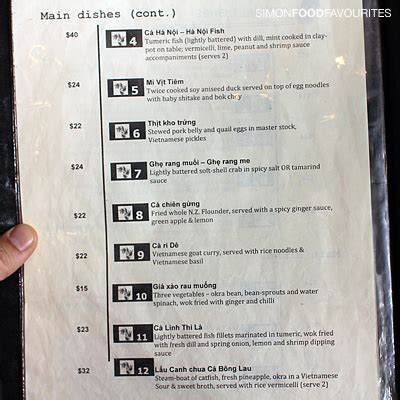 SIMONFOODFAVOURITES
Main dishes (cont.)
$40 4 Cá Hà Nội – Hà Nội Fish
Tumeric fish (lightly battered) with dill, mint cooked in clay-
pot on table; vermicelli, lime, peanut and shrimp sauce
accompaniments (serves 2)
$24 5 Mì Vịt Tiêm
Twice cooked soy anisced duck served on top of egg noodles
with baby shitake and bok choy
$22 6 Thịt kho trứng
Stewed pork belly and quail eggs in master stock,
Vietnamese pickles
$24 7 Ghẹ rang muối – Ghẹ rang me
Lightly battered soft-shell crab in spicy salt OR tamarind
sauce
$22 8 Cá chiên gừng
Fried whole N.Z. Flounder, served with a spicy ginger sauce,
green apple & lemon
$22 9 Cà ri Dê
Vietnamese goat curry, served with rice noodles &
Vietnamese basil
$15 10 Giá xào rau muống
Three vegetables – okra bean, bean-sprouts and water
spinach, wok fried with ginger and chilli
$23 11 Cá Linh Thì Là
Lightly battered fish fillets marinated in tumeric, wok fried
with fresh dill and spring onion, lemon and shrimp dipping
sauce
$32 12 Lẩu Canh chua Cá Bông Lau
Steam-boat of catfish, fresh pineapple, okra in a Vietnamese
Sour & sweet broth, served with rice vermicelli (serve 2)